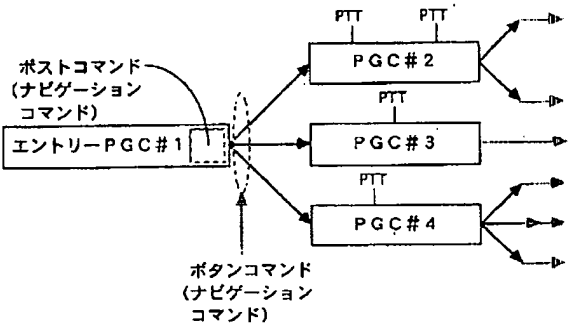 PTT PTT
PGC#2
ポストコマンド
(ナビゲーション
コマンド)
PTT
エントリーPGC#1
PGC#3
PTT
PGC#4
ボタンコマンド
(ナビゲーション
コマンド)